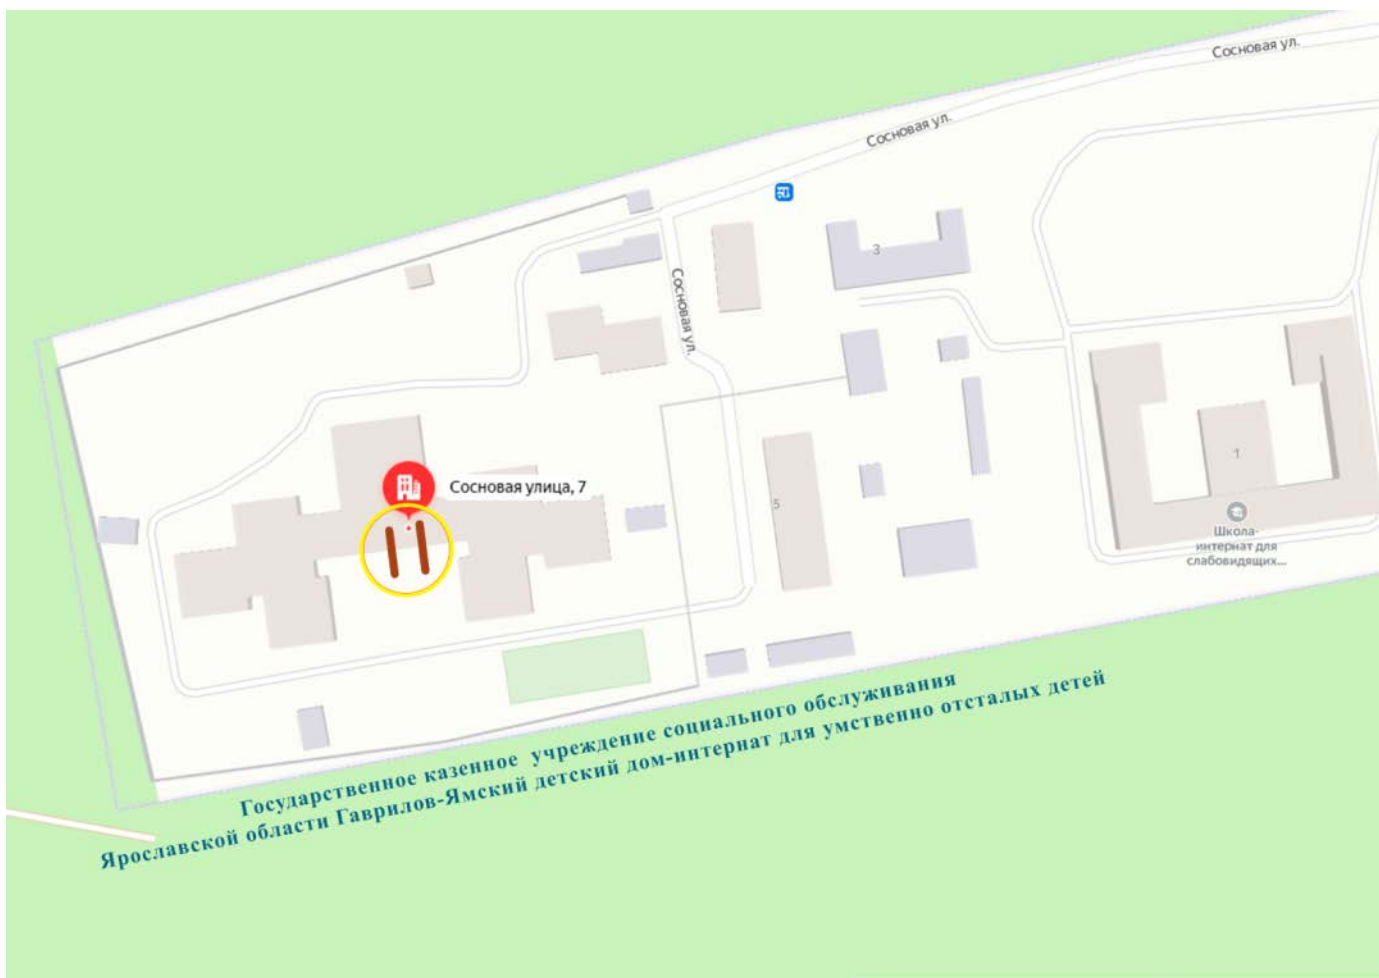 Сосновая ул.
Сосновая ул.
3
Сосновая ул.
1
Сосновая улица, 7
5
Школа-
интернат для
слабовидящих...
Государственное казенное учреждение социального обслуживания
Ярославской области Гаврилов-Ямский детский дом-интернат для умственно отсталых детей